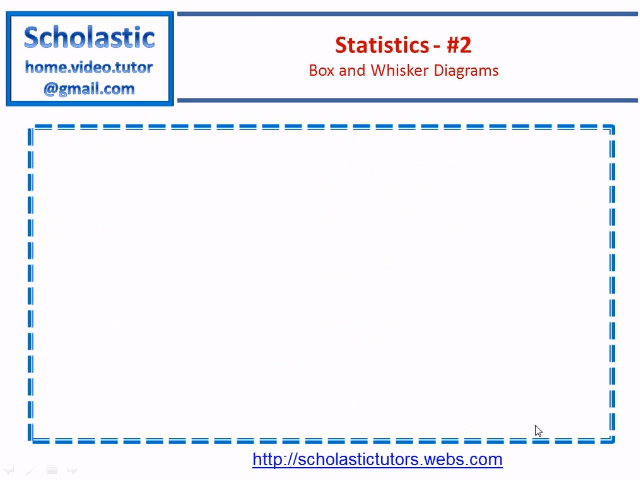 Scholastic
home.video.tutor
@gmail.com
Statistics - #2
Box and Whisker Diagrams
http://scholastictutors.webs.com